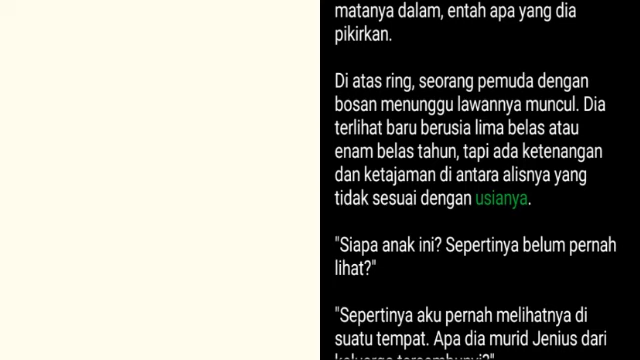 matanya dalam, entah apa yang dia
pikirkan.
Di atas ring, seorang pemuda dengan
bosan menunggu lawannya muncul. Dia
terlihat baru berusia lima belas atau
enam belas tahun, tapi ada ketenangan
dan ketajaman di antara alisnya yang
tidak sesuai dengan usianya.
"Siapa anak ini? Sepertinya belum pernah
lihat?"
"Sepertinya aku pernah melihatnya di
suatu tempat. Apa dia murid Jenius dari
keluarga tersembunyi?"